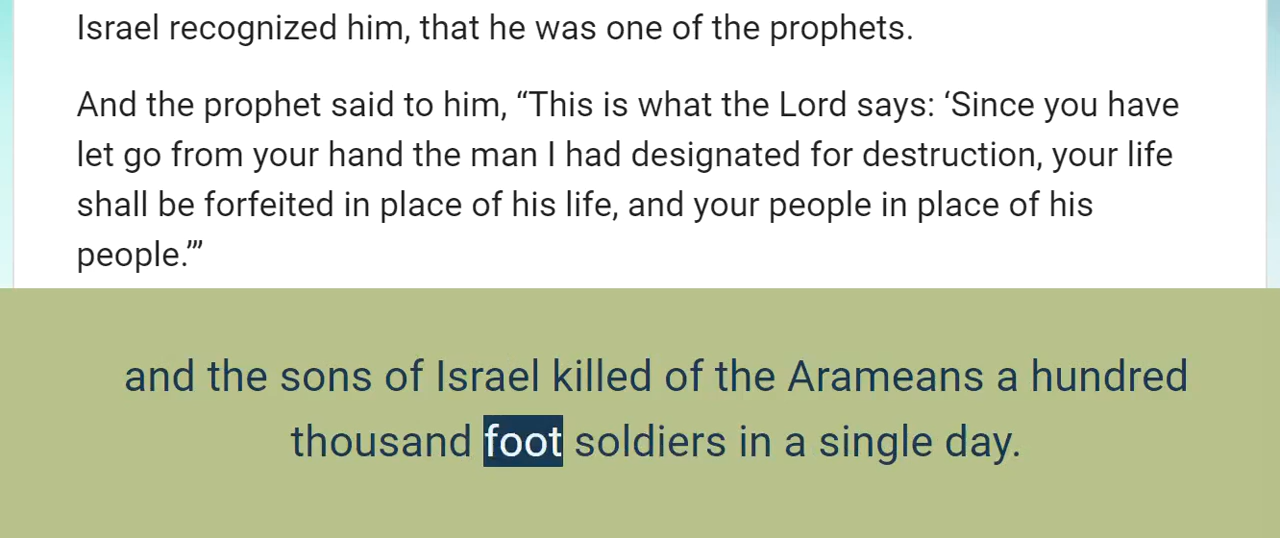 Israel recognized him, that he was one of the prophets.
And the prophet said to him, “This is what the Lord says: ‘Since you have
let go from your hand the man I had designated for destruction, your life
shall be forfeited in place of his life, and your people in place of his
people.’”
and the sons of Israel killed of the Arameans a hundred
thousand foot soldiers in a single day.